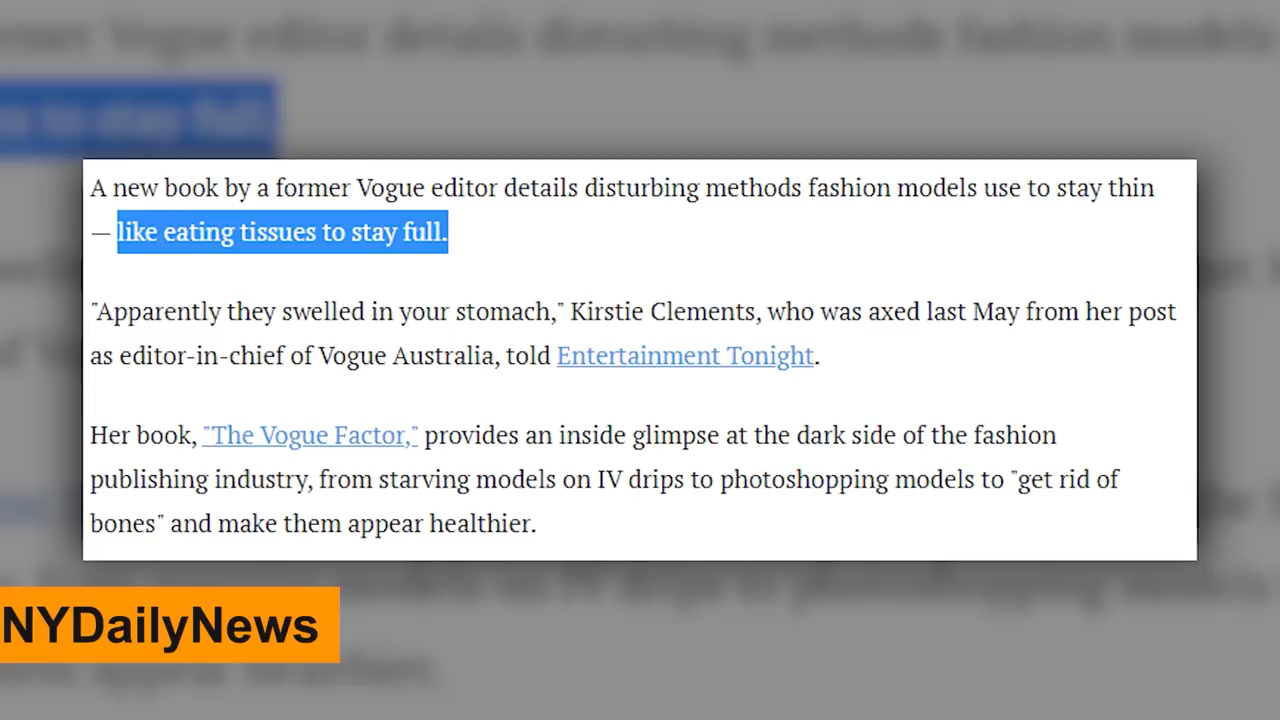 A new book by a former Vogue editor details disturbing methods fashion models use to stay thin
— like eating tissues to stay full.
"Apparently they swelled in your stomach," Kirstie Clements, who was axed last May from her post
as editor-in-chief of Vogue Australia, told Entertainment Tonight.
Her book, "The Vogue Factor," provides an inside glimpse at the dark side of the fashion
publishing industry, from starving models on IV drips to photoshopping models to "get rid of
bones" and make them appear healthier.
NYDailyNews